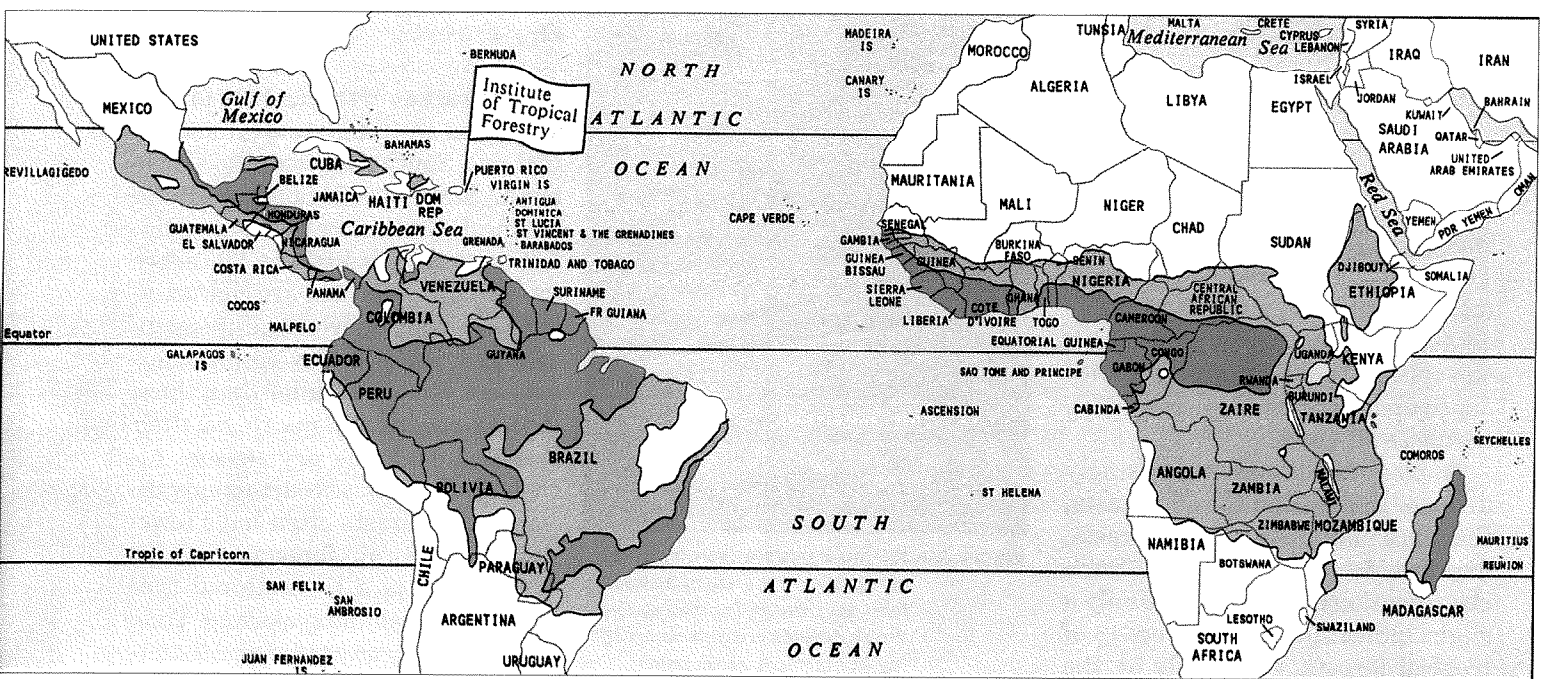 UNITED STATES
MEXICO
Gulf of
Mexico
BERMUDA
Institute
of Tropical
Forestry
NORTH
ATLANTIC
OCEAN
BAHAMAS
CUBA
REVILLAGIGEDO
BELIZE
JAMAICA
HAITI
DOM
REP
PUERTO RICO
VIRGIN IS
ANTIGUA
DOMINICA
ST LUCIA
ST VINCENT & THE GRENADINES
BARABADOS
GRENADA
TRINIDAD AND TOBAGO
Caribbean Sea
HONDURAS
GUATEMALA
EL SALVADOR
NICARAGUA
COSTA RICA
PANAMA
COCOS
MALPELO
VENEZUELA
COLOMBIA
SURINAME
FR GUIANA
GUYANA
Equator
GALAPAGOS
IS
ECUADOR
PERU
BRAZIL
BOLIVIA
Tropic of Capricorn
CHILE
PARAGUAY
SAN FELIX
SAN
AMBROSIO
ARGENTINA
JUAN FERNANDEZ
IS
URUGUAY
MADEIRA
IS
CANARY
IS
MOROCCO
TUNSIA
MALTA
CRETE
CYPRUS
Mediterranean
Sea
LEBANON
SYRIA
ISRAEL
IRAQ
IRAN
ALGERIA
LIBYA
EGYPT
JORDAN
KUWAIT
BAHRAIN
SAUDI
ARABIA
QATAR
UNITED
ARAB EMIRATES
OMAN
MAURITANIA
MALI
NIGER
CHAD
SUDAN
Red Sea
YEMEN
PDR YEMEN
CAPE VERDE
SENEGAL
GAMBIA
GUINEA
BISSAU
GUINEA
BURKINA
FASO
BENIN
NIGERIA
SIERRA
LEONE
LIBERIA
COTE
D'IVOIRE
GHANA
TOGO
CENTRAL
AFRICAN
REPUBLIC
CAMEROON
DJIBOUTI
ETHIOPIA
SOMALIA
EQUATORIAL GUINEA
SAO TOME AND PRINCIPE
GABON
CONGO
UGANDA
KENYA
RWANDA
BURUNDI
ZAIRE
TANZANIA
CABINDA
ASCENSION
SEYCHELLES
COMOROS
ANGOLA
ZAMBIA
MALAWI
ST HELENA
SOUTH
ATLANTIC
OCEAN
ZIMBABWE
MOZAMBIQUE
NAMIBIA
BOTSWANA
MAURITIUS
REUNION
MADAGASCAR
LESOTHO
SWAZILAND
SOUTH
AFRICA